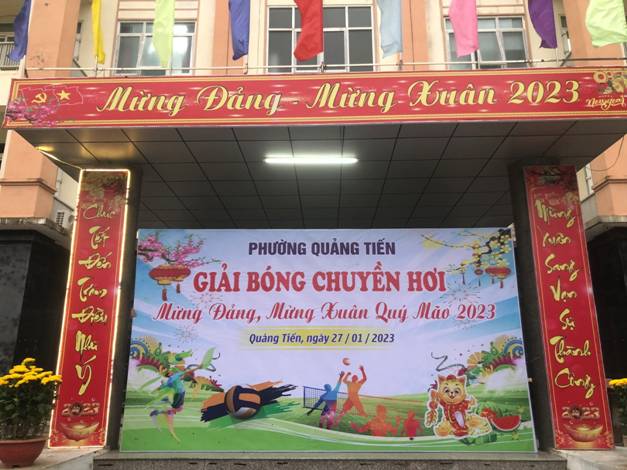 Mừng Đảng - Mừng Xuân 2023
PHƯỜNG QUẢNG TIẾN
GIẢI BÓNG CHUYỀN HƠI
Mừng Đảng, Mừng Xuân Quý Mão 2023
Quảng Tiến, ngày 27 / 01 / 2023
Chúc
Tết
Đến
Trăm
Điều
Như
Ý
2023
Mừng
Xuân
Sang
Vạn
Sự
Thành
Công
2023